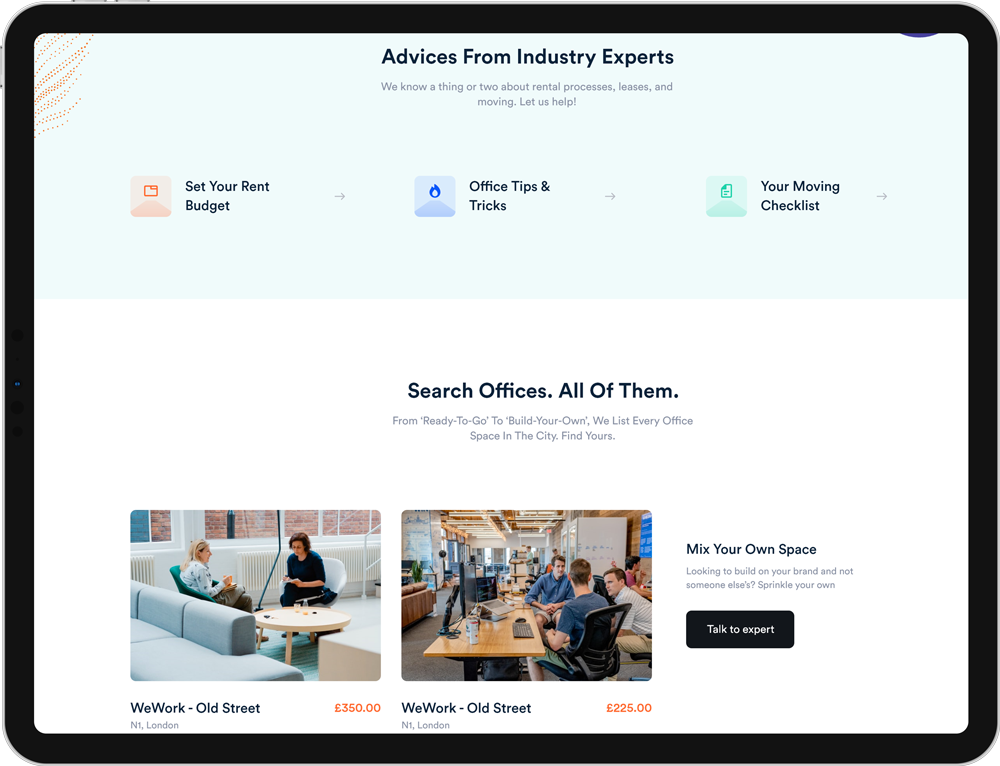 Advices From Industry Experts
We know a thing or two about rental processes, leases, and
moving. Let us help!
Set Your Rent
Budget
Office Tips &
Tricks
Your Moving
Checklist
Search Offices. All Of Them.
From ‘Ready-To-Go’ To ‘Build-Your-Own’, We List Every Office
Space In The City. Find Yours.
Mix Your Own Space
Looking to build on your brand and not
someone else’s? Sprinkle your own
Talk to expert
WeWork - Old Street
£350.00
N1, London
WeWork - Old Street
£225.00
N1, London